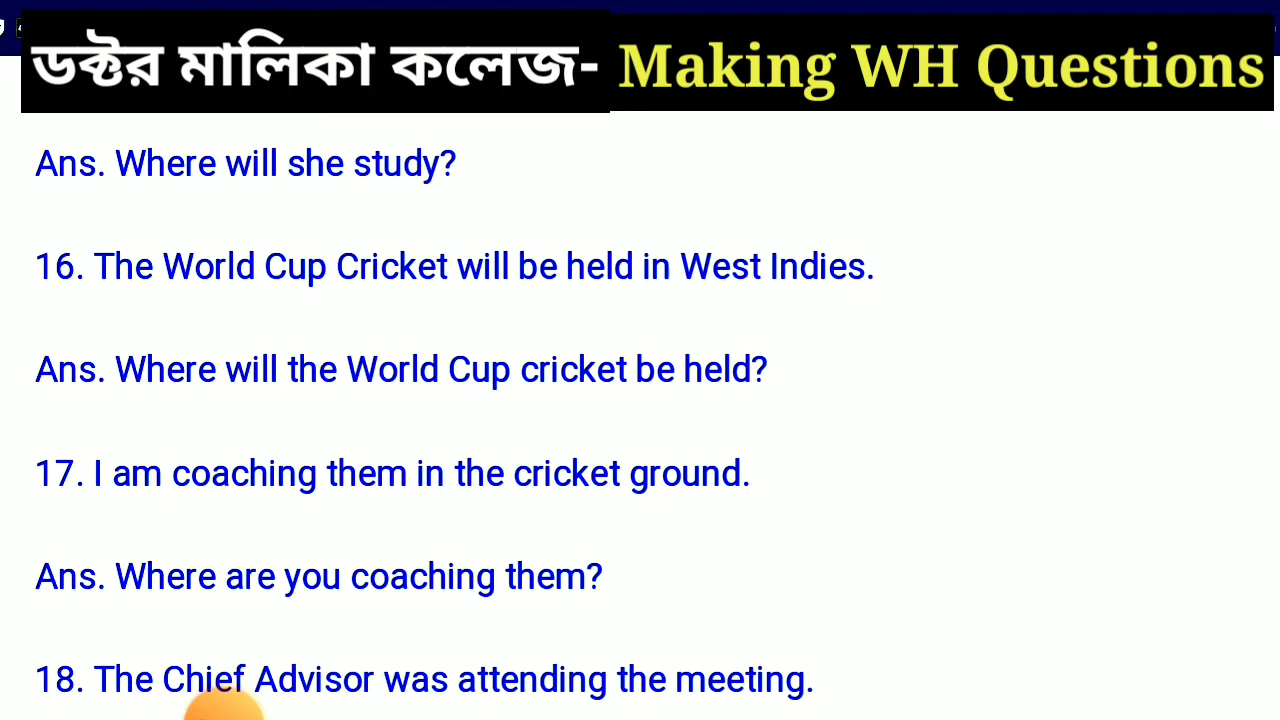 ডক্টর মালিকা কলেজ- Making WH Questions
Ans. Where will she study?
16. The World Cup Cricket will be held in West Indies.
Ans. Where will the World Cup cricket be held?
17. I am coaching them in the cricket ground.
Ans. Where are you coaching them?
18. The Chief Advisor was attending the meeting.